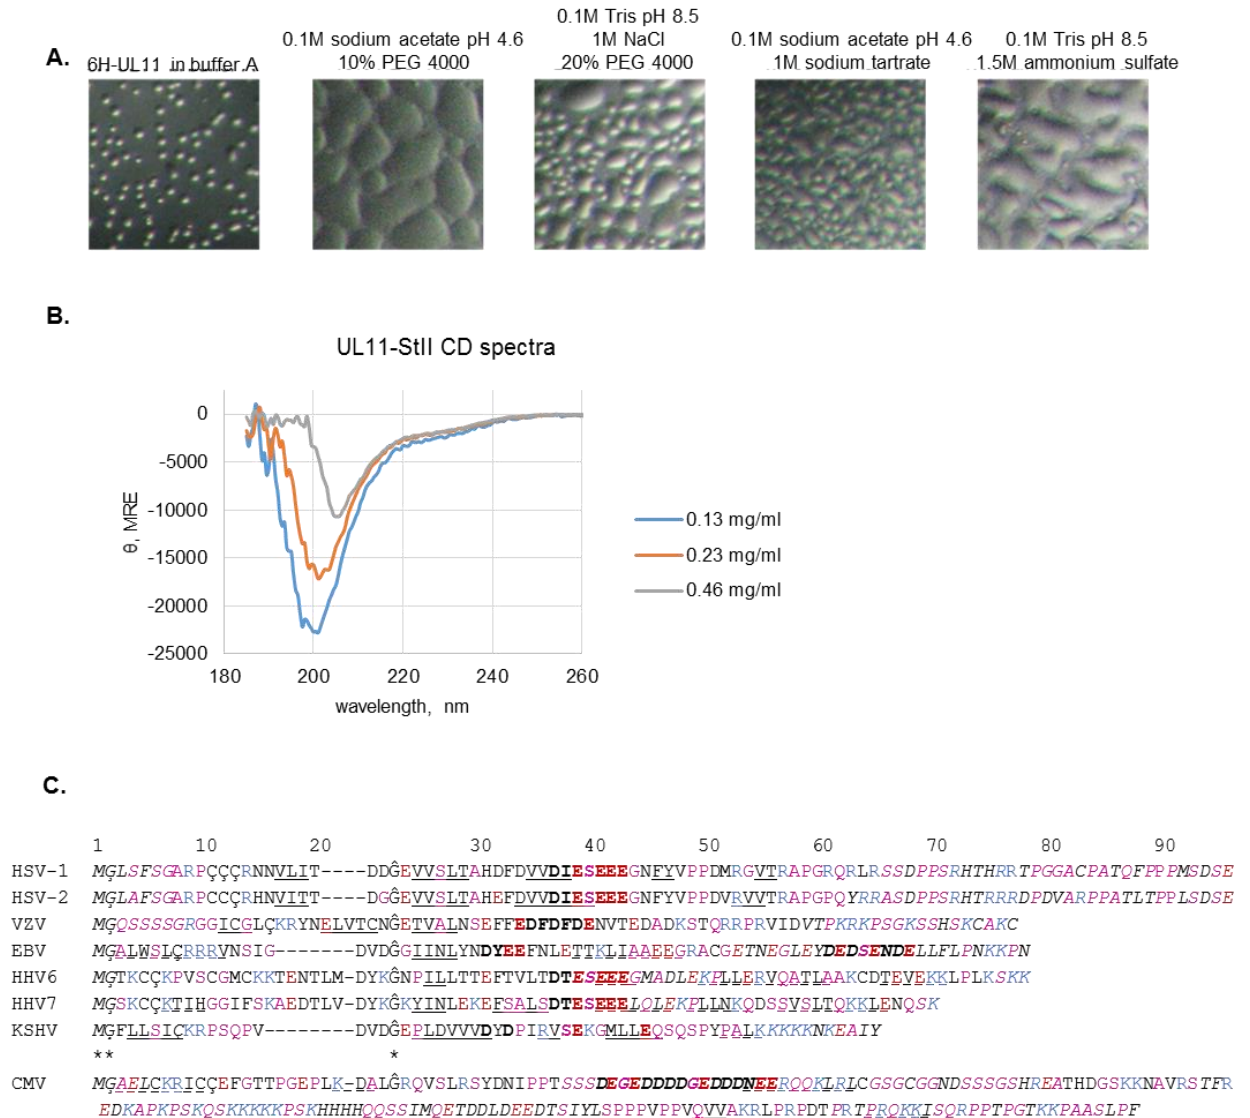 A.
6H-UL11 in buffer A
0.1M sodium acetate pH 4.6
10% PEG 4000
0.1M Tris pH 8.5
1M NaCl
20% PEG 4000
0.1M sodium acetate pH 4.6
1M sodium tartrate
0.1M Tris pH 8.5
1.5M ammonium sulfate
B.
UL11-StII CD spectra
0
-5000
-10000
-15000
-20000
-25000
θ, MRE
180 200 220 240 260
wavelength, nm
0.13 mg/ml
0.23 mg/ml
0.46 mg/ml
C.
1 10 20 30 40 50 60 70 80 90
HSV-1 MGLSFSGARPCCCRNNVLIT----DDGEVVSLTAHDFDVVDIESEEEGNFYVPPDMRGVTRAPGRQRLRSSDPPSRHTHRRTPGGACPATQFPPPMSDSE
HSV-2 MGLAFSGARPCCCRHNVITT----DGGEVVSLTAHEFDVVDIESEEEGNFYVPPDVRVVTRAPGPQYRRASDPPSRHTRRRDPDVARPPATLTPPLSDSE
VZV MGQSSSSGRGGICGLCKRYNELVTCNGETVALNSEFFEDFDFDENVTEDADKSTQRRPRVIDVTPKRKPSGKSSHSKCAKC
EBV MGALWSLCRRRVNSIG-------DVDGGIINLYNDYEEFNLETTKLIAAEEGRACGETNEGLEYDEDSENDELLFLPNKKPN
HHV6 MGTKCCKPVSCGMCKKTENTLM-DYKGNPILLTTEFTVLTDTESEEEGMADLEKPLLERVQATLAAKCDTEVEKKLPLKSKK
HHV7 MGSKCCKTIHGGIFSKAEDTLV-DYKGKYINLEKEFSALSDTESEEELQLEKPLLNKQDSSVSLTQKKLENQSK
KSHV MGFLLSICKRPSQPV--------DVDGEPLDVVVDYDPIRVSEKGMLLEQSQSPYPALKKKKKNKEAIY
** *
CMV MGAELCKRICCEFGTTPGEPLK-DALGRQVSLRSYDNIPPTSSSDEGEDDDDGEDDDNEERQQKLRLCGSGCGGNDSSSGSHREATHDGSKKNAVRSTFR
EDKAPKPSKQSKKKKKPSKHHHHQQSSIMQETDDLDEEDTSIYLSPPPVPPVQVVAKRLPRPDTPRTPRQKKISQRPPTPGTKKPAASLPF